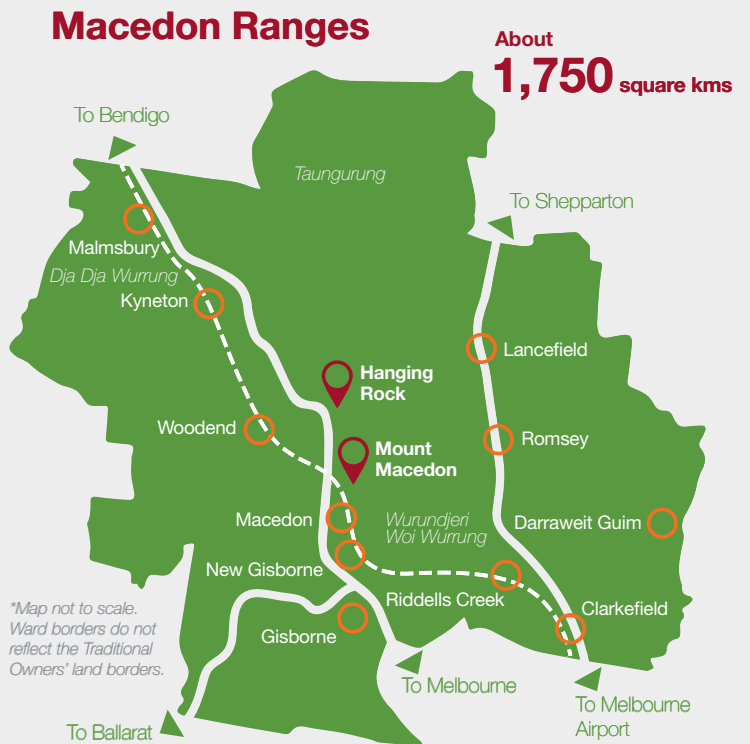 Macedon Ranges
About
1,750 square kms
To Bendigo
Taungurung
To Shepparton
Malmsbury
Dja Dja Wurrung
Kyneton
Lancefield
Hanging
Rock
Woodend
Romsey
Mount
Macedon
Macedon
Wurundjeri
Woi Wurrung
Darraweit Guim
New Gisborne
Riddells Creek
Clarkefield
Gisborne
*Map not to scale.
Ward borders do not
reflect the Traditional
Owners' land borders.
To Melbourne
To Melbourne
Airport
To Ballarat